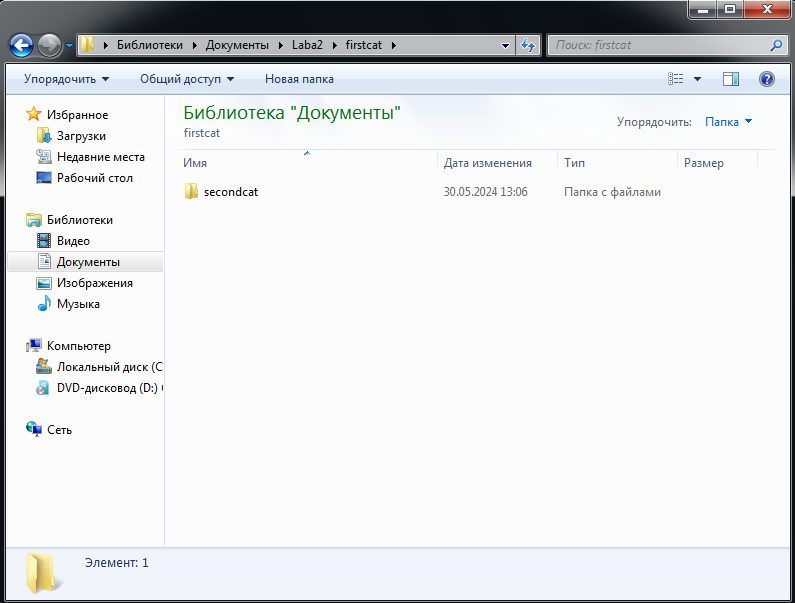 Библиотеки Документы Laba2 firstcat
Поиск: firstcat
Упорядочить Общий доступ Новая папка
Избранное
Загрузки
Недавние места
Рабочий стол
Библиотеки
Видео
Документы
Изображения
Музыка
Компьютер
Локальный диск (C
DVD-дисковод (D:)
Сеть
Библиотека "Документы"
firstcat
Упорядочить: Папка
Имя Дата изменения Тип Размер
secondcat 30.05.2024 13:06 Папка с файлами
Элемент: 1